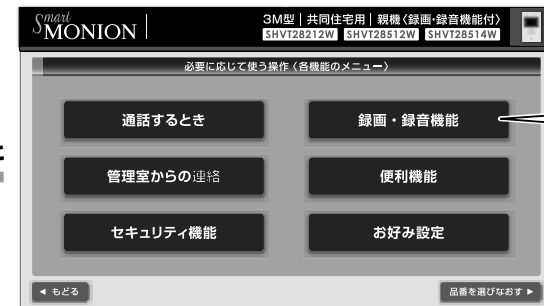 Smart
MONION
3M型｜共同住宅用｜親機〈録画・録音機能付〉
SHVT28212W SHVT28512W SHVT28514W
必要に応じて使う操作〈各機能のメニュー〉
通話するとき
録画・録音機能
管理室からの連絡
便利機能
セキュリティ機能
お好み設定
◀ もどる
品番を選びなおす ▶